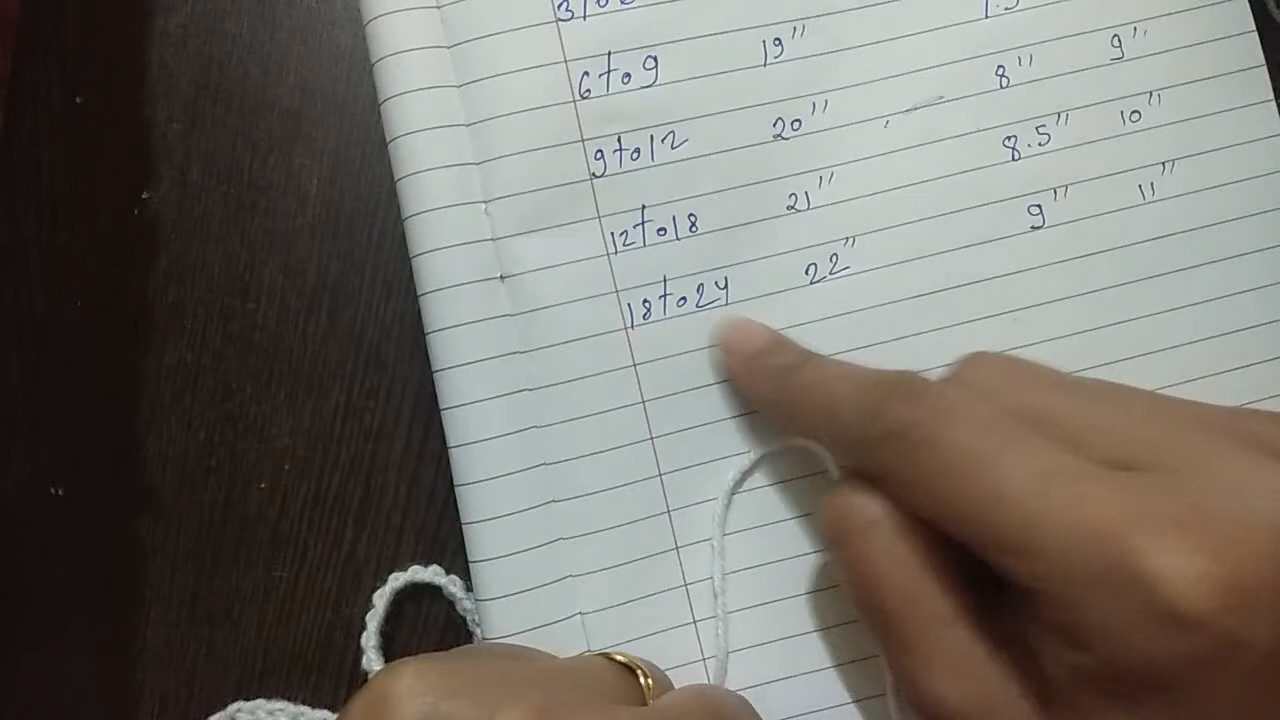 6to9 19"
9to12 20" 8" 9"
12to18 21" 8.5" 10"
18to24 22" 9" 11"